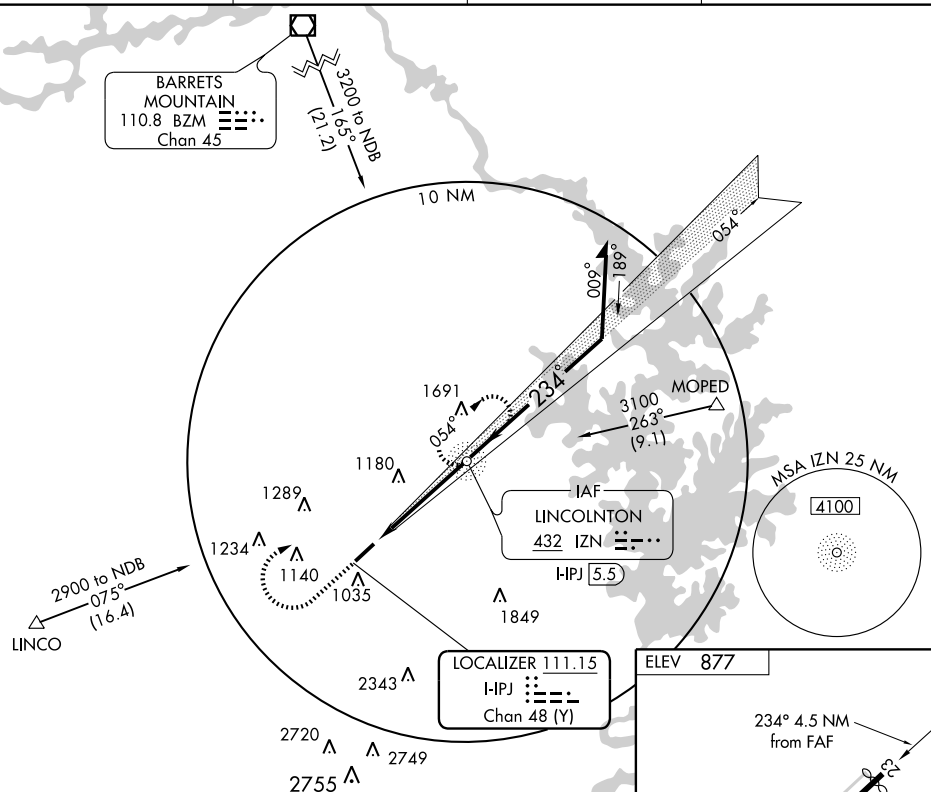 BARRETS
MOUNTAIN
110.8 BZM
Chan 45
3200 to NDB
165°
(21.2)
10 NM
054°
009°
189°
234°
1691
054°
MOPED
3100
263°
(9.1)
1180
MSA IZN 25 NM
4100
1289
IAF
LINCOLNTON
432 IZN
I-IPJ 5.5
1234
1140
1035
2900 to NDB
075°
(16.4)
LINCO
1849
LOCALIZER 111.15
I-IPJ
Chan 48 (Y)
2343
ELEV 877
234° 4.5 NM
from FAF
23
2720
2749
2755